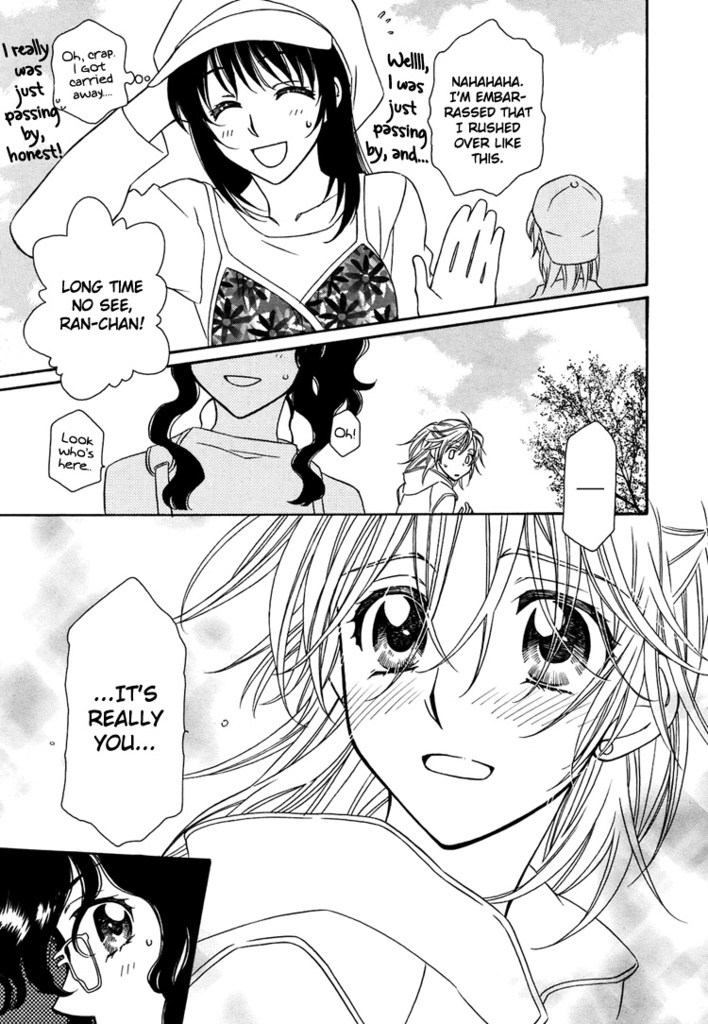 NAHAHAHA.
I'M EMBAR-
RASSED THAT
I RUSHED
OVER LIKE
THIS.
Wellll,
I was
just
passing
by, and...
Oh, crap.
I got
carried
away....
I really
was
just
passing
by,
honest!
LONG TIME
NO SEE,
RAN-CHAN!
Oh!
Look
who's
here..
—
...IT'S
REALLY
YOU...